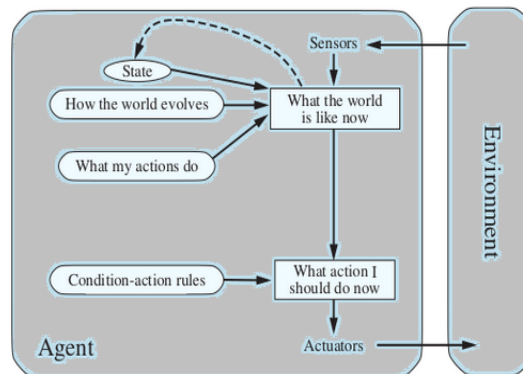 Sensors
State
How the world evolves
What the world
is like now
What my actions do
Condition-action rules
What action I
should do now
Agent
Actuators
Environment